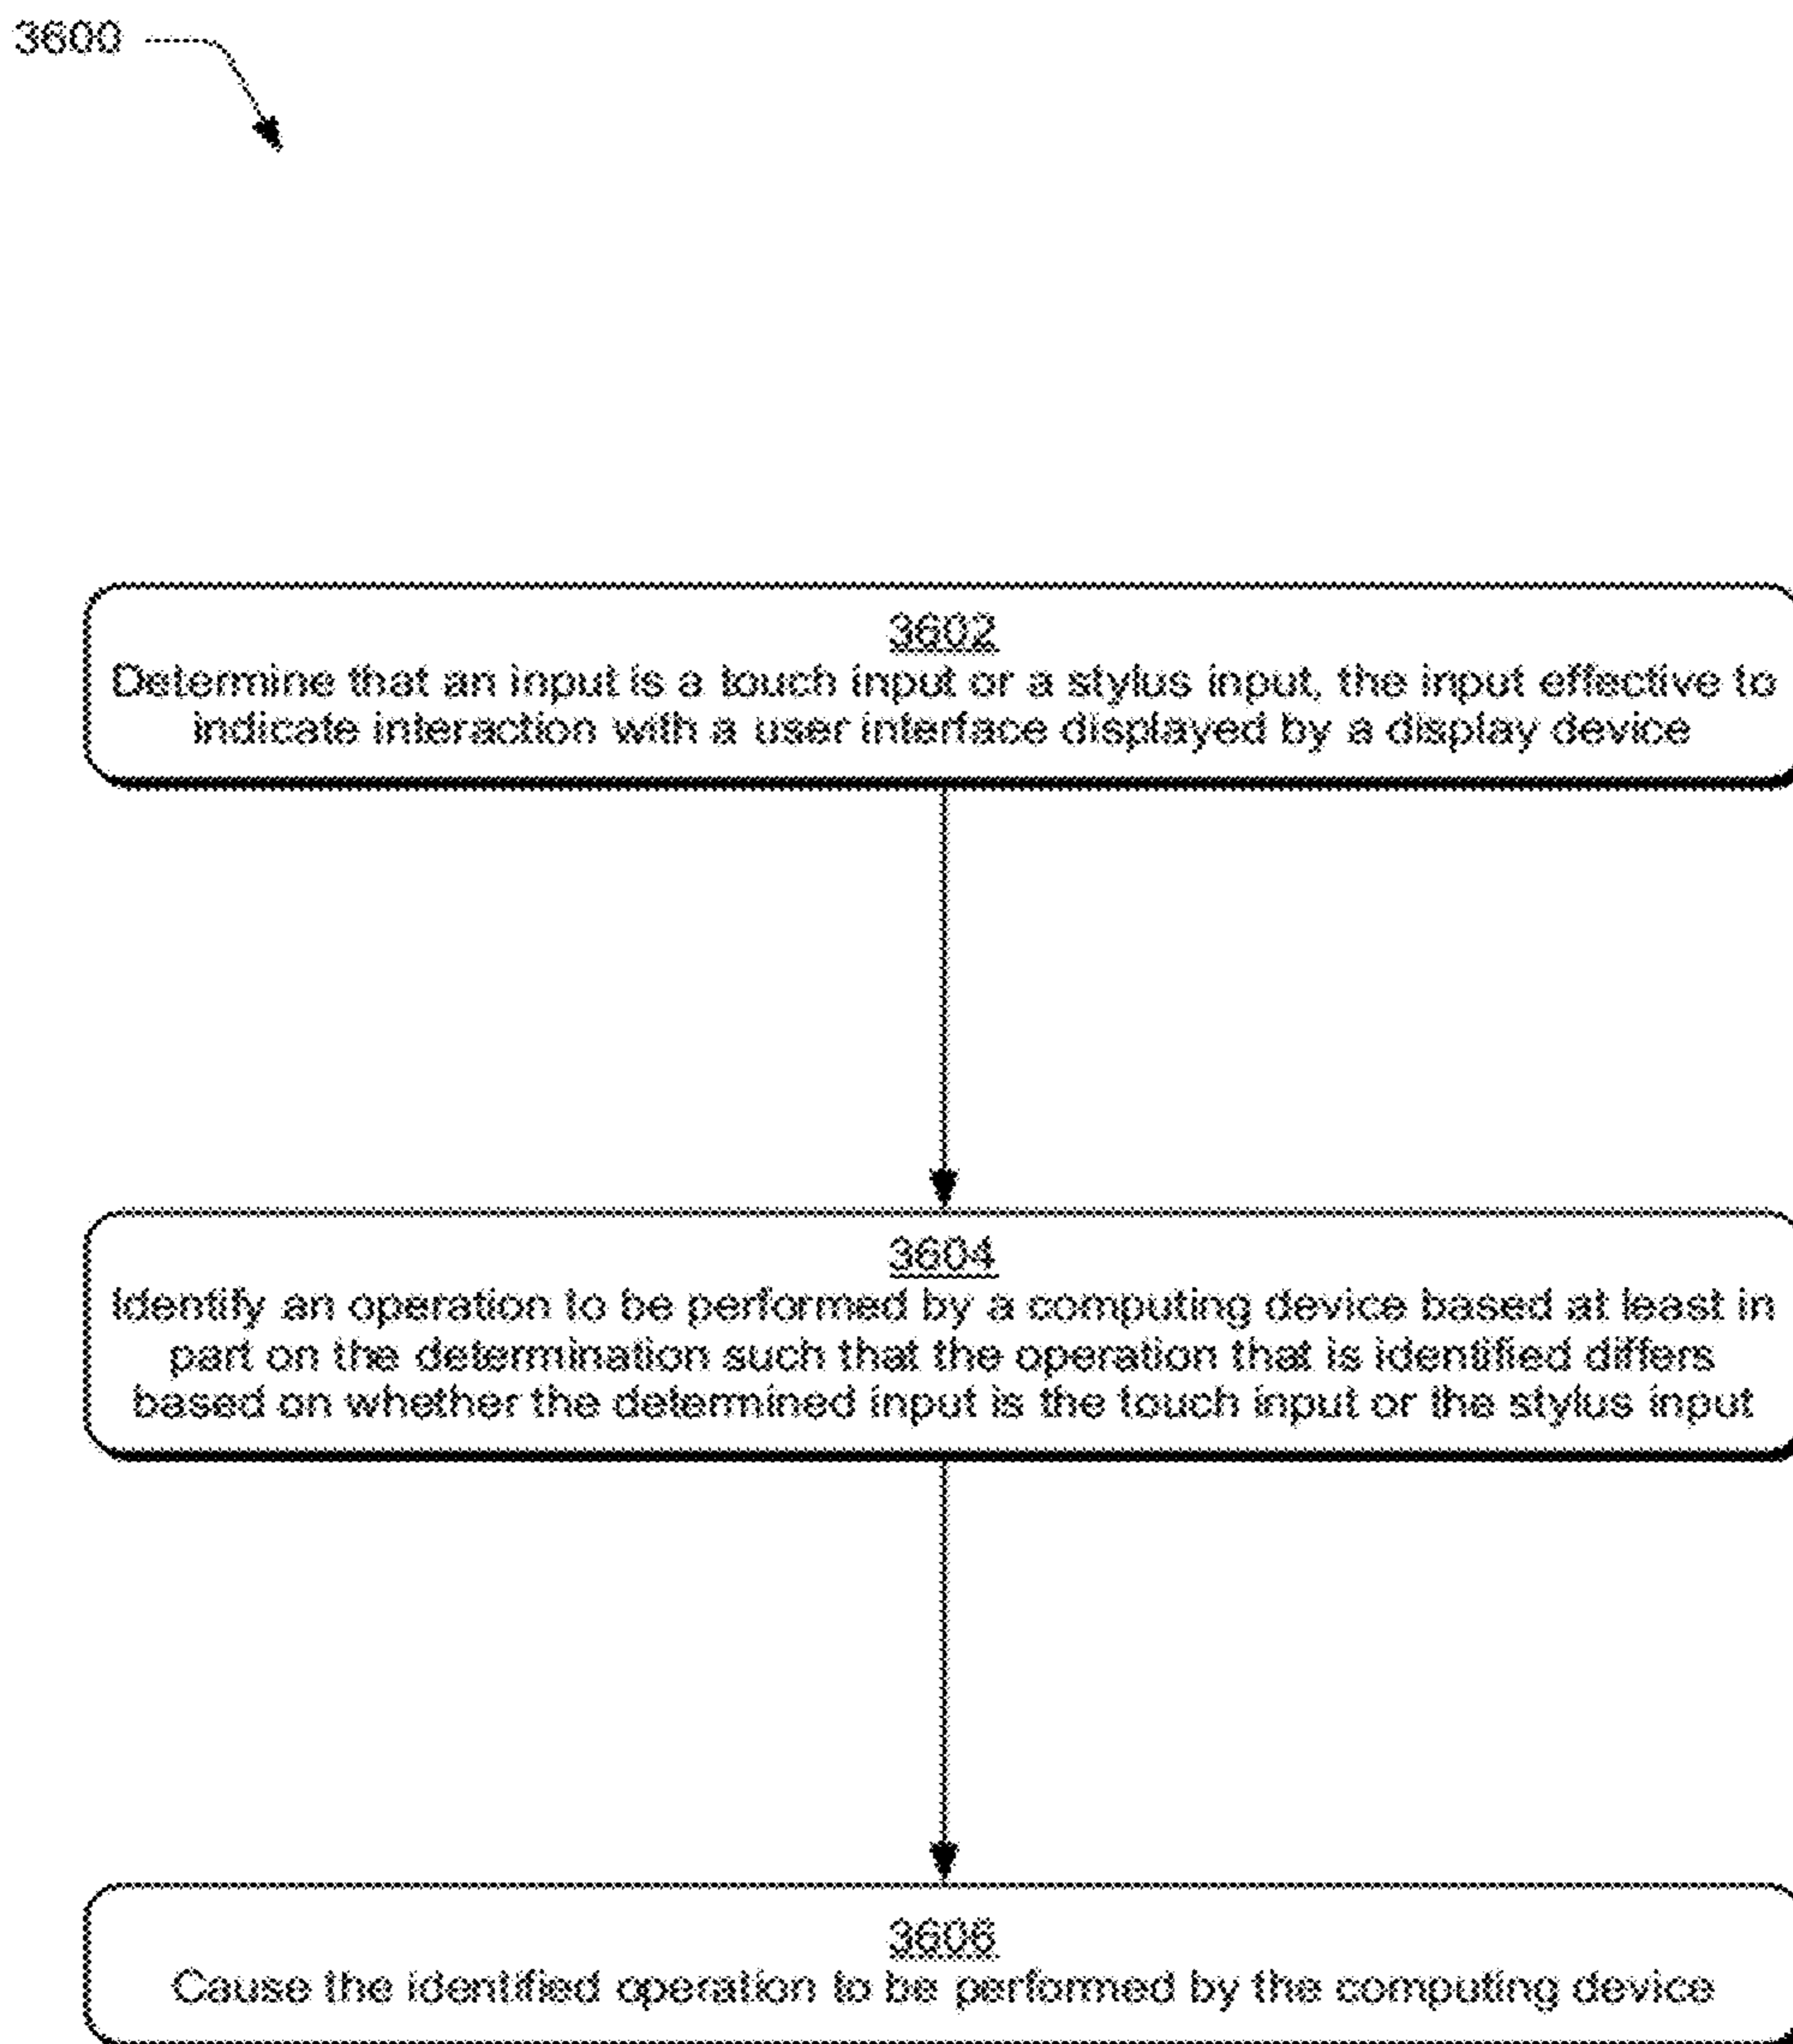 3600
3602
Determine that an input is a touch input or a stylus input, the input effective to
indicate interaction with a user interface displayed by a display device
3604
Identify an operation to be performed by a computing device based at least in
part on the determination such that the operation that is identified differs
based on whether the determined input is the touch input or the stylus input
3606
Cause the identified operation to be performed by the computing device